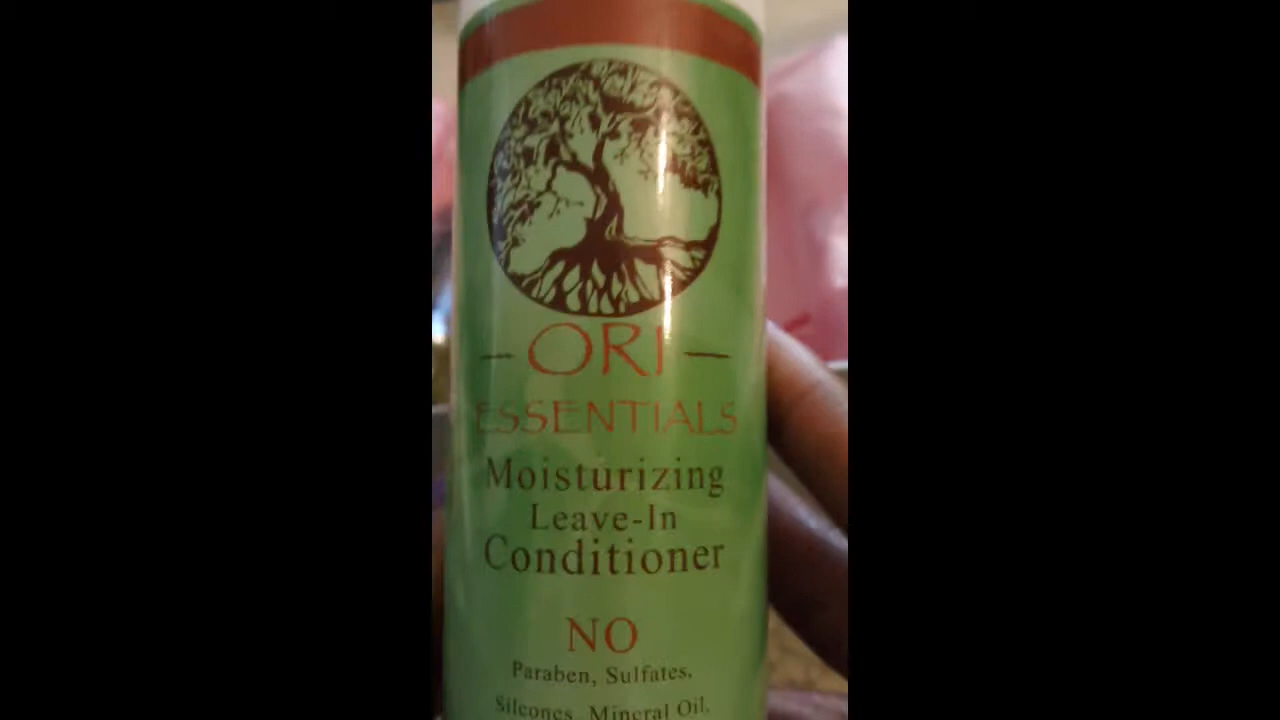 - ORI -
ESSENTIALS
Moisturizing
Leave-In
Conditioner
NO
Paraben, Sulfates,
Silcones, Mineral Oil,